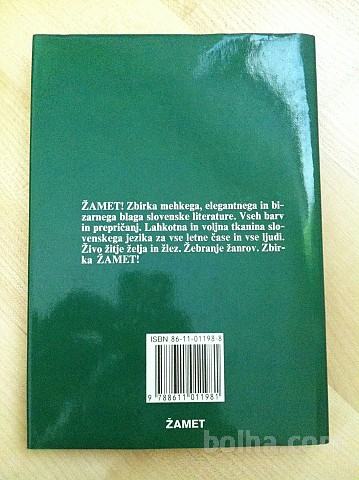 ŽAMET! Zbirka mehkega, elegantnega in bi-
zarnega blaga slovenske literature. Vseh barv
in prepričanj. Lahkotna in voljna tkanina slo-
venskega jezika za vse letne čase in vse ljudi.
Živo žitje želja in žlez. Žebranje žanrov. Zbir-
ka ŽAMET!
ISBN 86-11-01198-8
9 788611 011981
ŽAMET
bolha.com